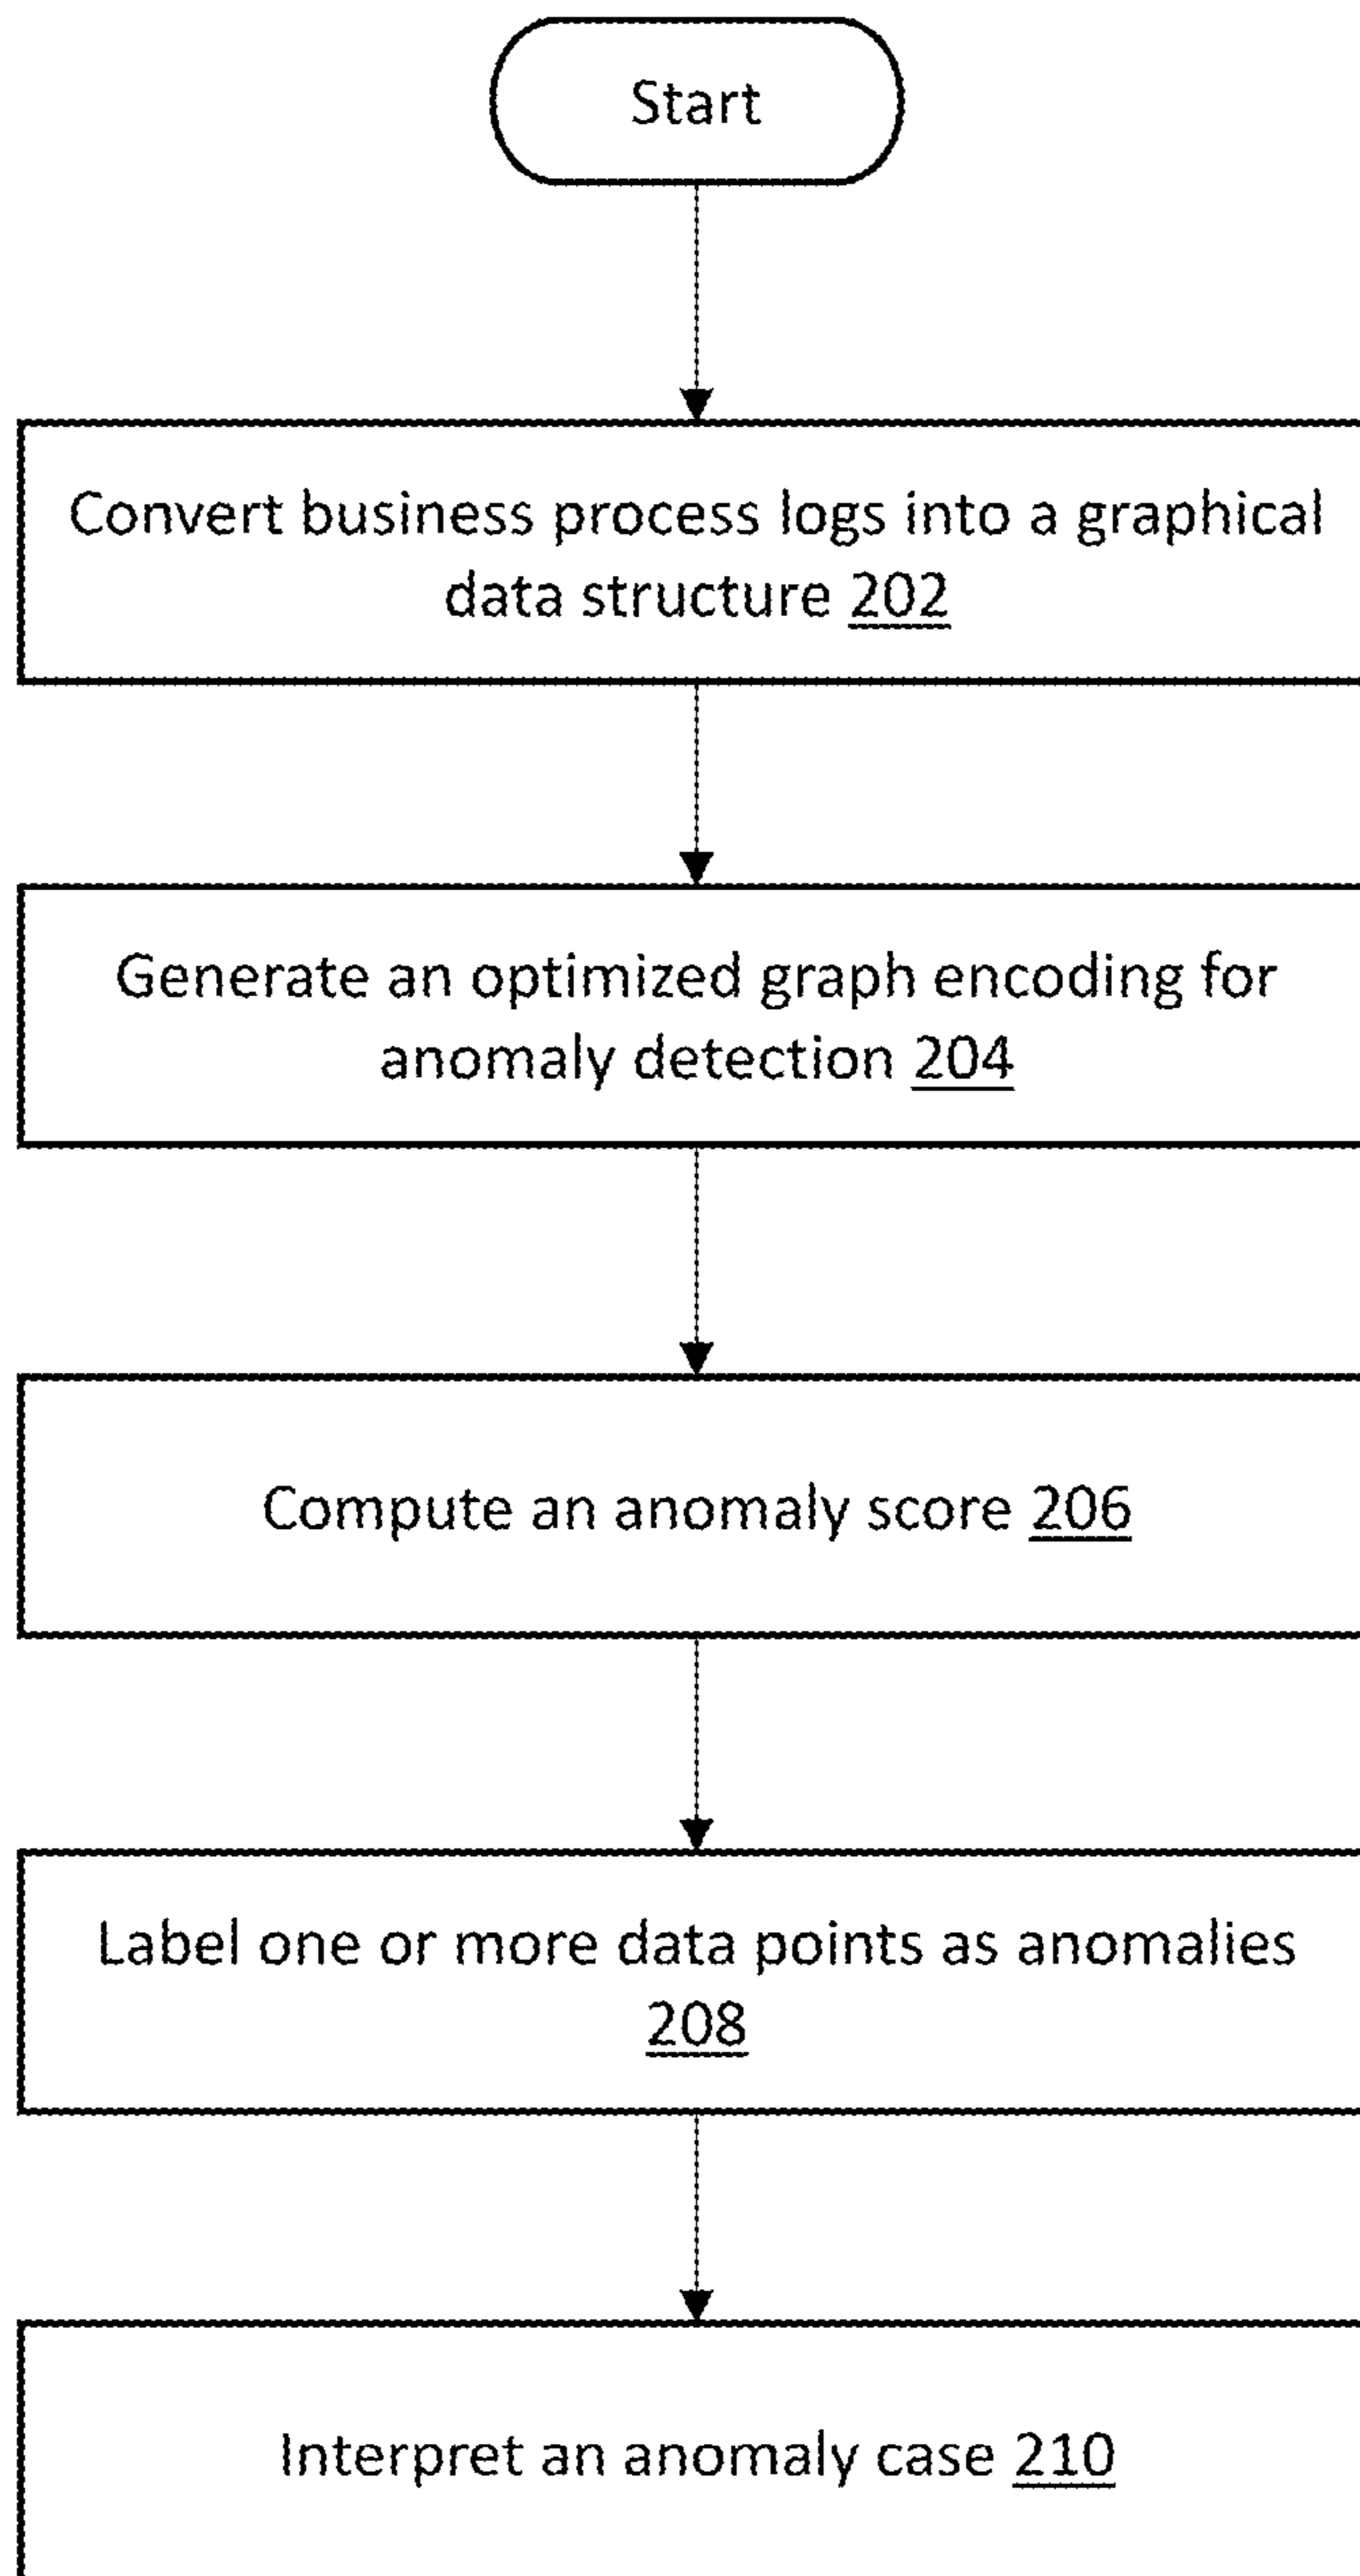 Start
Convert business process logs into a graphical
data structure 202
Generate an optimized graph encoding for
anomaly detection 204
Compute an anomaly score 206
Label one or more data points as anomalies
208
Interpret an anomaly case 210